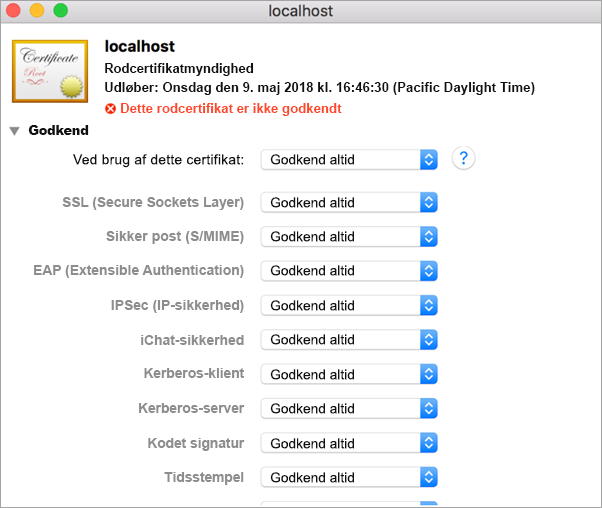 localhost
Certificate
Root
localhost
Rodcertifikatmyndighed
Udløber: Onsdag den 9. maj 2018 kl. 16:46:30 (Pacific Daylight Time)
Dette rodcertifikat er ikke godkendt
Godkend
Ved brug af dette certifikat: Godkend altid ?
SSL (Secure Sockets Layer) Godkend altid
Sikker post (S/MIME) Godkend altid
EAP (Extensible Authentication) Godkend altid
IPSec (IP-sikkerhed) Godkend altid
iChat-sikkerhed Godkend altid
Kerberos-klient Godkend altid
Kerberos-server Godkend altid
Kodet signatur Godkend altid
Tidsstempel Godkend altid